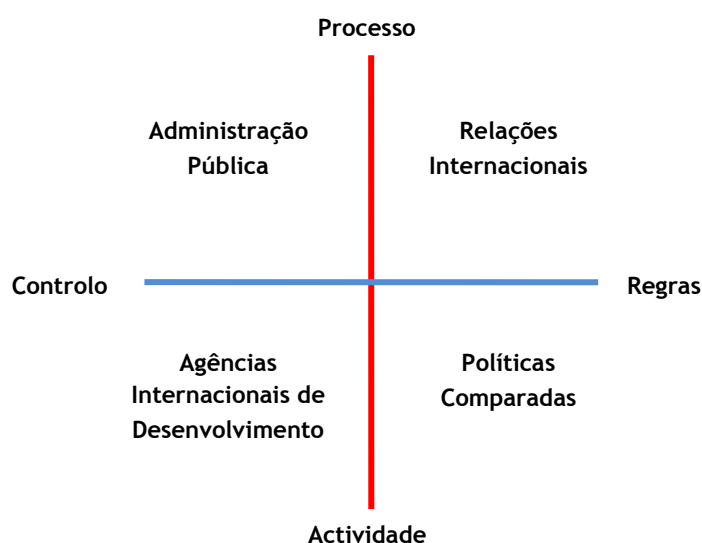 Processo
Administração
Pública
Relações
Internacionais
Controlo
Regras
Agências
Internacionais de
Desenvolvimento
Políticas
Comparadas
Actividade